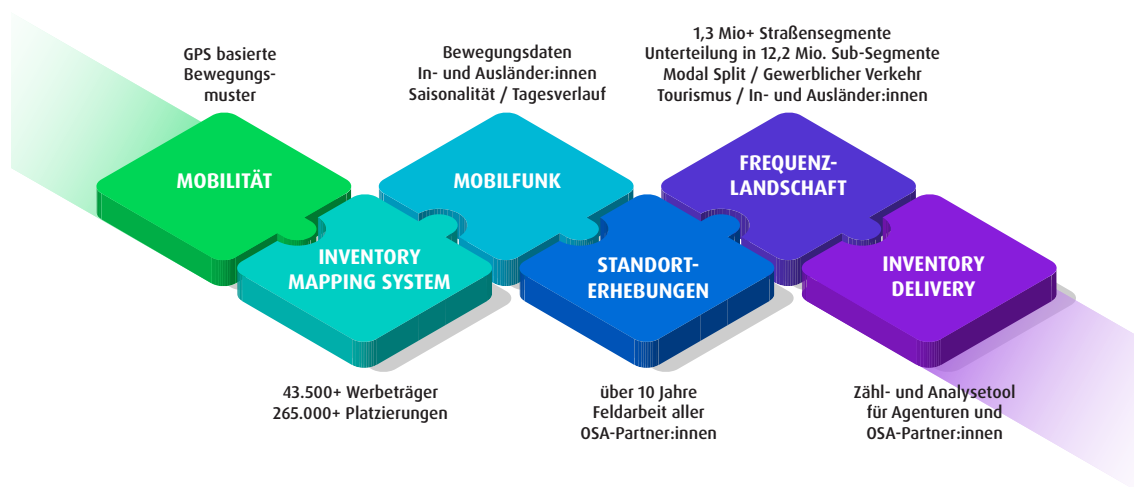 GPS basierte
Bewegungs-
muster
MOBILITÄT
INVENTORY
MAPPING SYSTEM
43.500+ Werbeträger
265.000+ Platzierungen
Bewegungsdaten
In- und Ausländer:innen
Saisonalität / Tagesverlauf
MOBILFUNK
STANDORT-
ERHEBUNGEN
über 10 Jahre
Feldarbeit aller
OSA-Partner:innen
1,3 Mio+ Straßensegmente
Unterteilung in 12,2 Mio. Sub-Segmente
Modal Split / Gewerblicher Verkehr
Tourismus / In- und Ausländer:innen
FREQUENZ-
LANDSCHAFT
INVENTORY
DELIVERY
Zähl- und Analysetool
für Agenturen und
OSA-Partner:innen